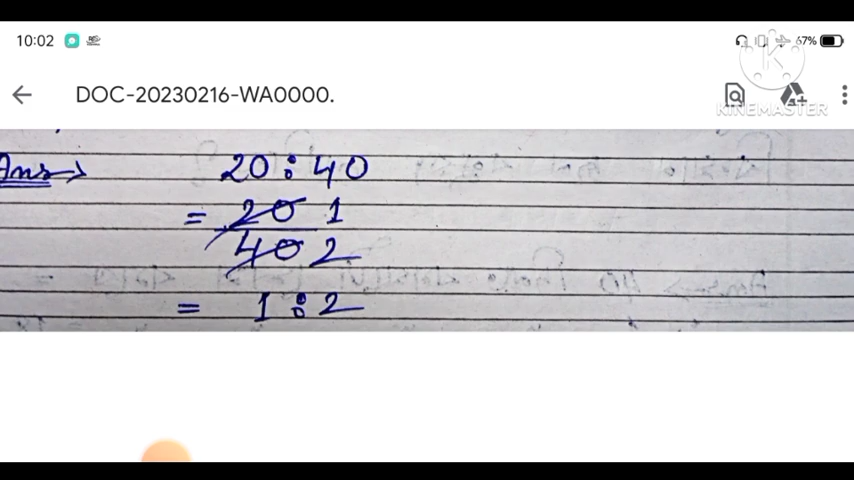 10:02 67%
DOC-20230216-WA0000.
KINEMASTER
Ans → 20 : 40
= 20 1
40 2
= 1 : 2